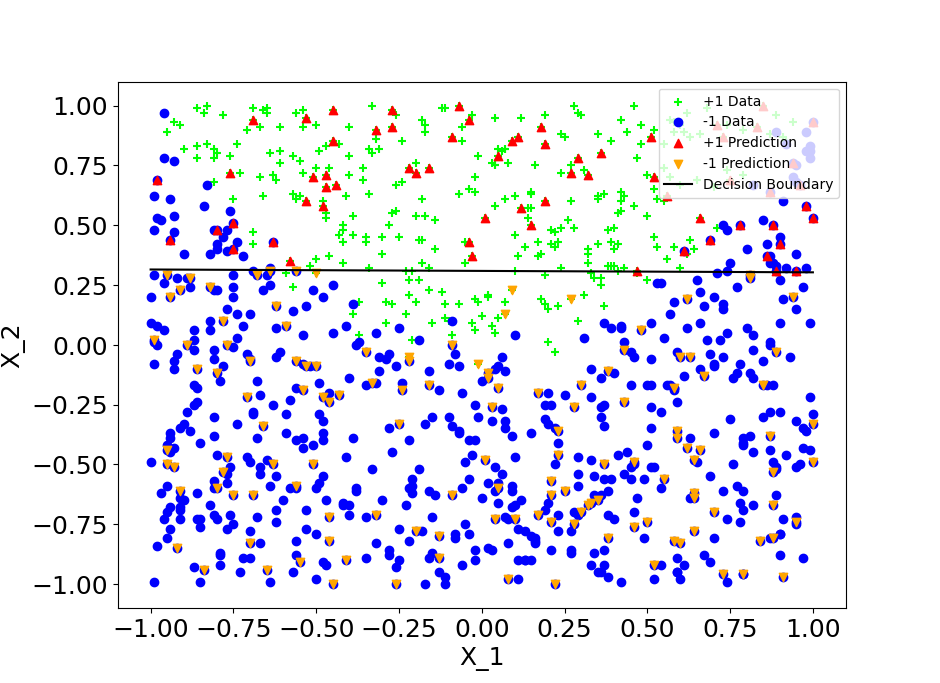 X_2
1.00
0.75
0.50
0.25
0.00
−0.25
−0.50
−0.75
−1.00
+1 Data
-1 Data
+1 Prediction
-1 Prediction
Decision Boundary
−1.00 −0.75 −0.50 −0.25 0.00 0.25 0.50 0.75 1.00
X_1